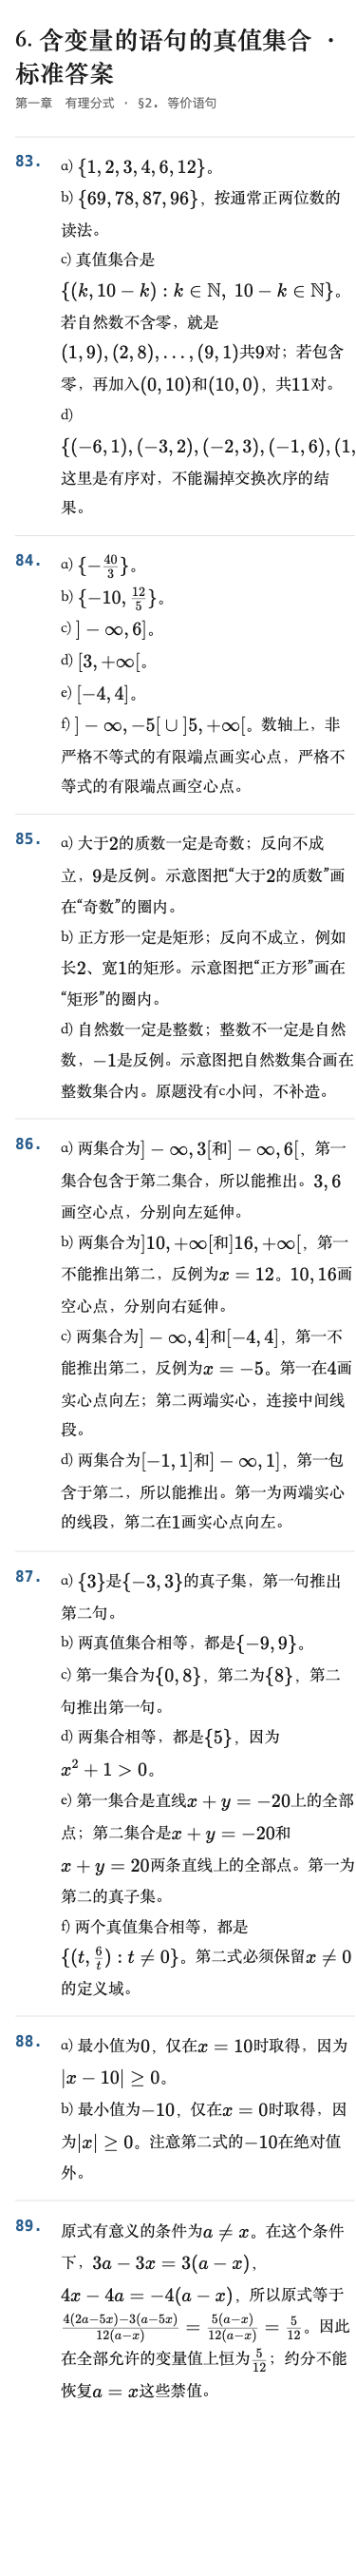 6. 含变量的语句的真值集合 ·
标准答案
第一章 有理分式 · §2. 等价语句
83. a) {1, 2, 3, 4, 6, 12}。
b) {69, 78, 87, 96}，按通常正两位数的
读法。
c) 真值集合是
{(k, 10 − k) : k ∈ ℕ, 10 − k ∈ ℕ}。
若自然数不含零，就是
(1, 9), (2, 8), . . . , (9, 1)共9对；若包含
零，再加入(0, 10)和(10, 0)，共11对。
d)
{(−6, 1), (−3, 2), (−2, 3), (−1, 6), (1,
这里是有序对，不能漏掉交换次序的结
果。
84. a) {−40/3}。
b) {−10, 12/5}。
c) ] − ∞, 6]。
d) [3, +∞[。
e) [−4, 4]。
f) ] − ∞, −5[ ∪ ]5, +∞[。数轴上，非
严格不等式的有限端点画实心点，严格不
等式的有限端点画空心点。
85. a) 大于2的质数一定是奇数；反向不成
立，9是反例。示意图把“大于2的质数”画
在“奇数”的圈内。
b) 正方形一定是矩形；反向不成立，例如
长2、宽1的矩形。示意图把“正方形”画在
“矩形”的圈内。
d) 自然数一定是整数；整数不一定是自然
数，−1是反例。示意图把自然数集合画在
整数集合内。原题没有c小问，不补造。
86. a) 两集合为] − ∞, 3[和] − ∞, 6[，第一
集合包含于第二集合，所以能推出。3, 6
画空心点，分别向左延伸。
b) 两集合为]10, +∞[和]16, +∞[，第一
不能推出第二，反例为x = 12。10, 16画
空心点，分别向右延伸。
c) 两集合为] − ∞, 4]和[−4, 4]，第一不
能推出第二，反例为x = −5。第一在4画
实心点向左；第二两端实心，连接中间线
段。
d) 两集合为[−1, 1]和] − ∞, 1]，第一包
含于第二，所以能推出。第一为两端实心
的线段，第二在1画实心点向左。
87. a) {3}是{−3, 3}的真子集，第一句推出
第二句。
b) 两真值集合相等，都是{−9, 9}。
c) 第一集合为{0, 8}，第二为{8}，第二
句推出第一句。
d) 两集合相等，都是{5}，因为
x² + 1 > 0。
e) 第一集合是直线x + y = −20上的全部
点；第二集合是x + y = −20和
x + y = 20两条直线上的全部点。第一为
第二的真子集。
f) 两个真值集合相等，都是
{(t, 6/t) : t ≠ 0}。第二式必须保留x ≠ 0
的定义域。
88. a) 最小值为0，仅在x = 10时取得，因为
|x − 10| ≥ 0。
b) 最小值为−10，仅在x = 0时取得，因
为|x| ≥ 0。注意第二式的−10在绝对值
外。
89. 原式有意义的条件为a ≠ x。在这个条件
下，3a − 3x = 3(a − x)，
4x − 4a = −4(a − x)，所以原式等于
4(2a−5x)−3(a−5x)/12(a−x) = 5(a−x)/12(a−x) = 5/12。因此
在全部允许的变量值上恒为5/12；约分不能
恢复a = x这些禁值。